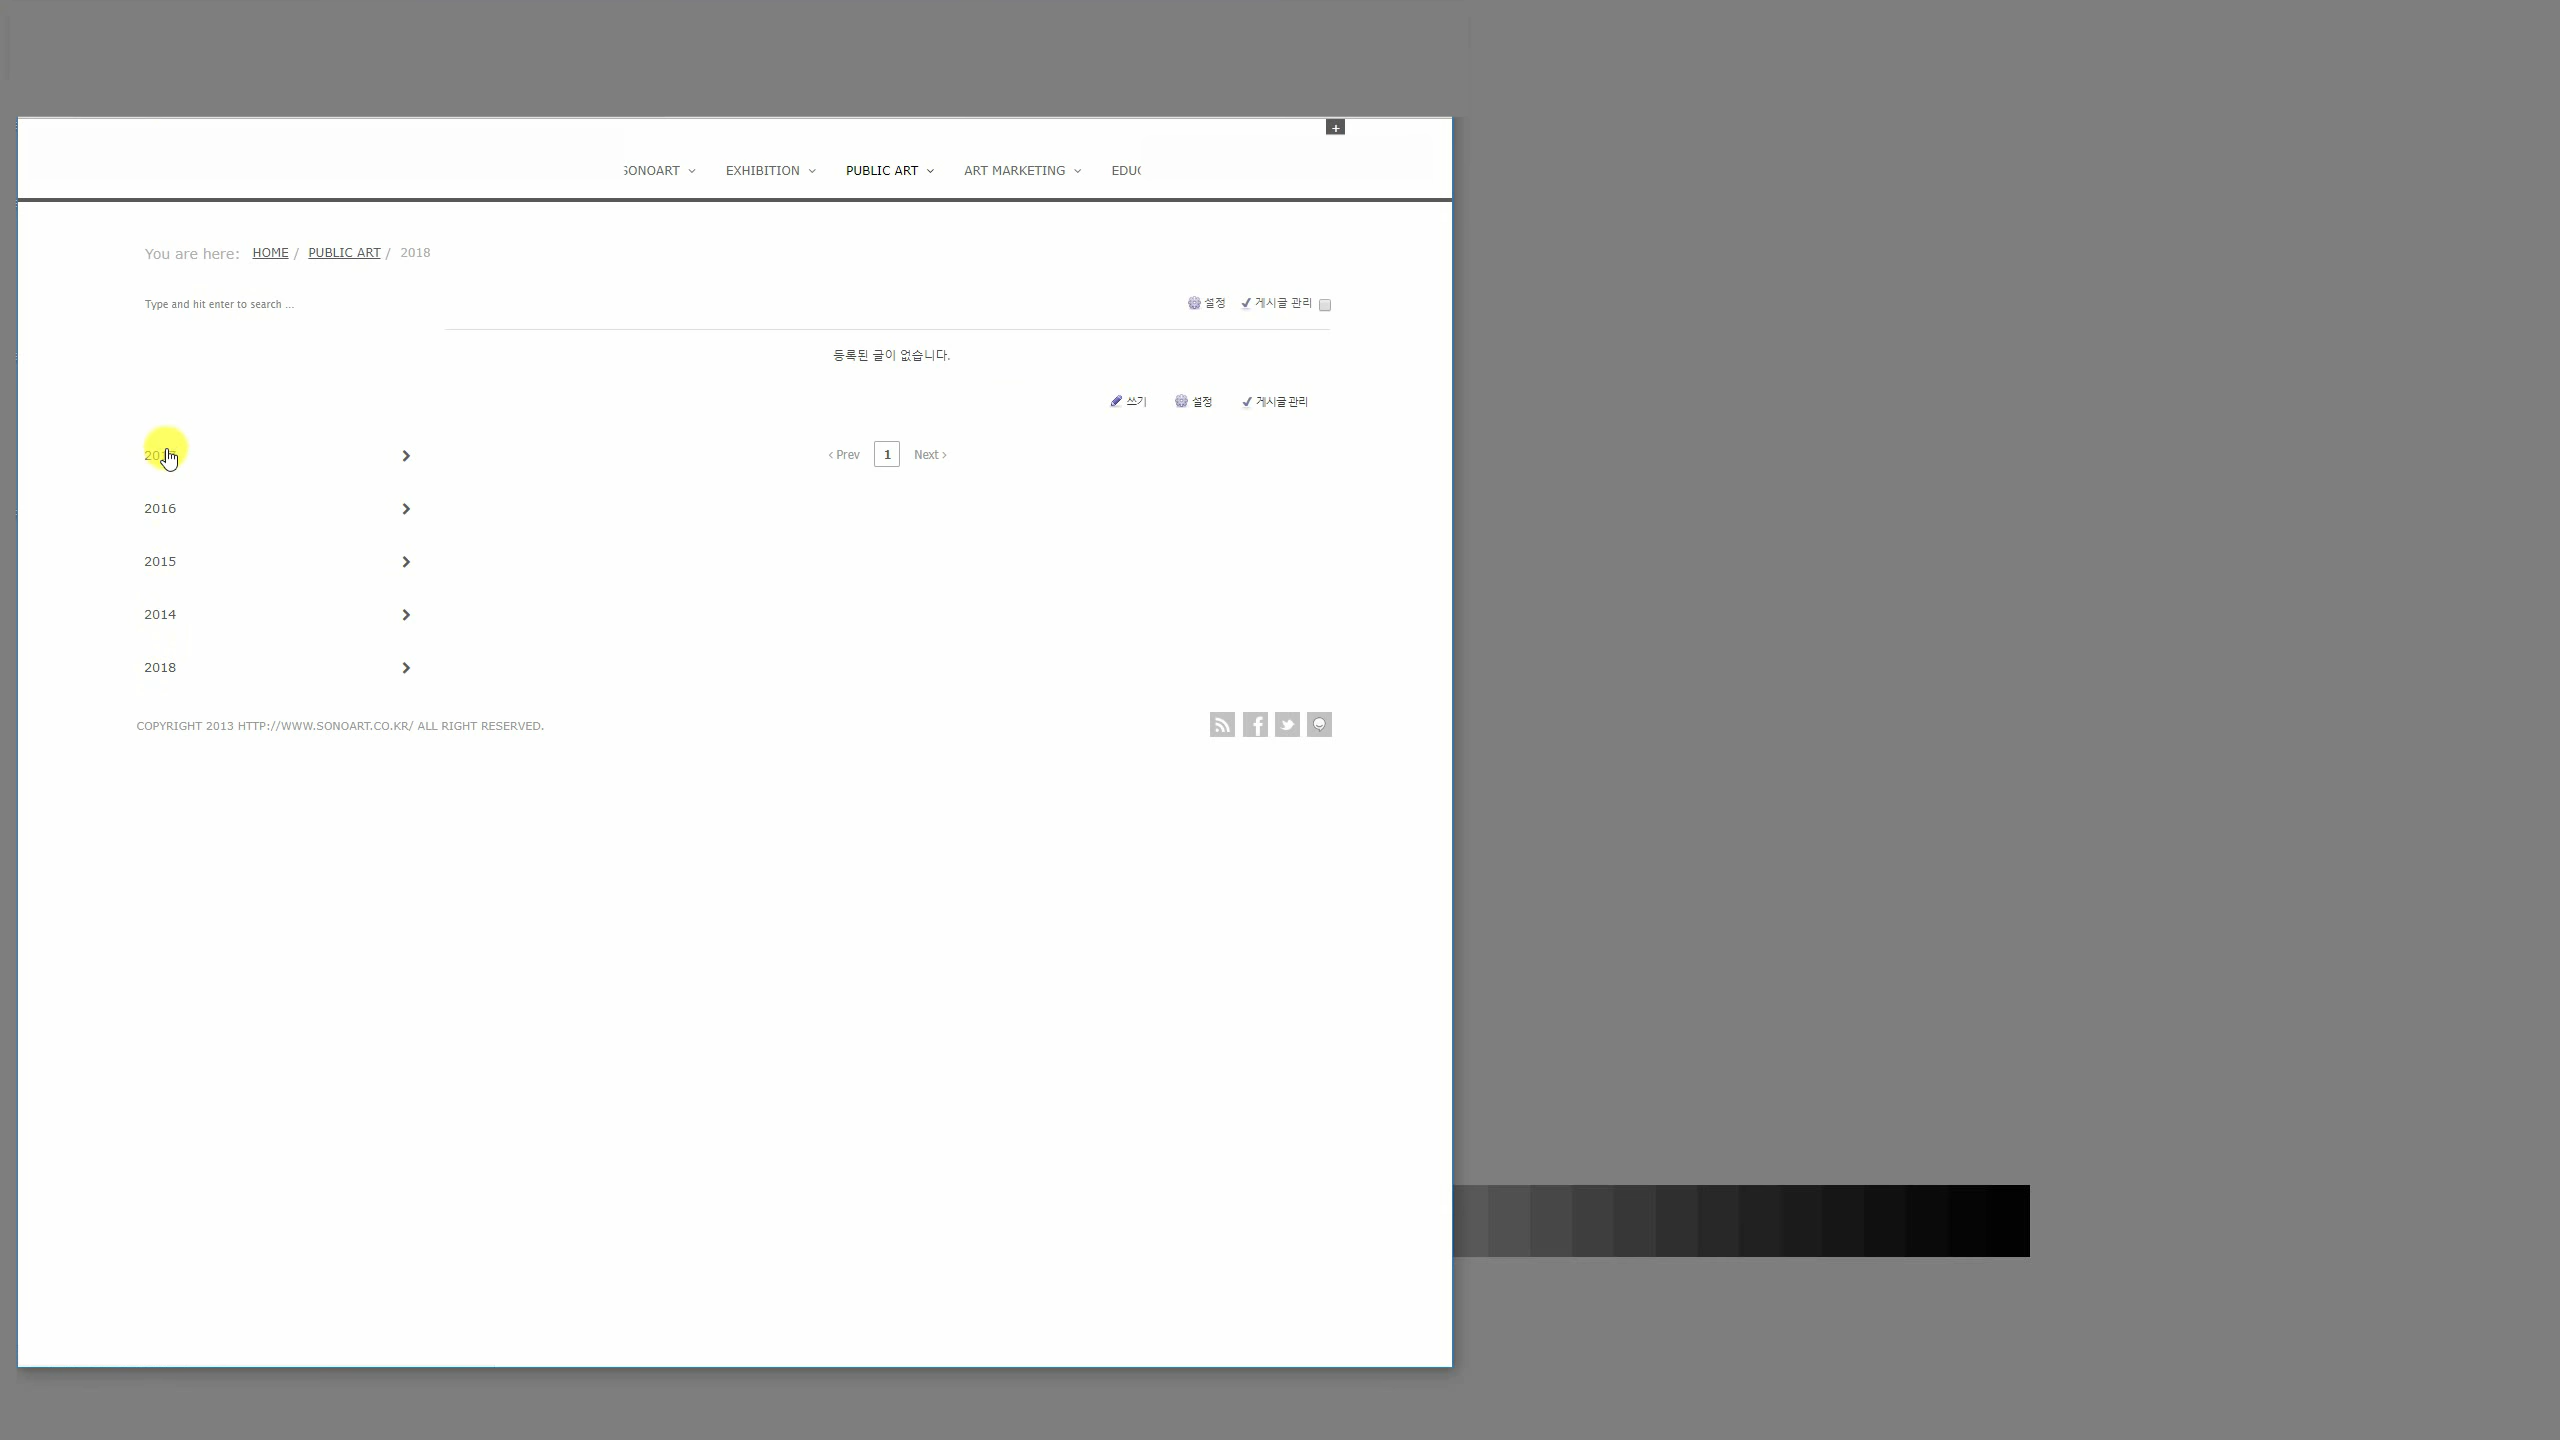 +
SONOART EXHIBITION PUBLIC ART ART MARKETING EDUC
You are here: HOME / PUBLIC ART / 2018
Type and hit enter to search ...
설정 게시글 관리
등록된 글이 없습니다.
쓰기 설정 게시글 관리
‹ Prev 1 Next ›
2016
2015
2014
2018
COPYRIGHT 2013 HTTP://WWW.SONOART.CO.KR/ ALL RIGHT RESERVED.